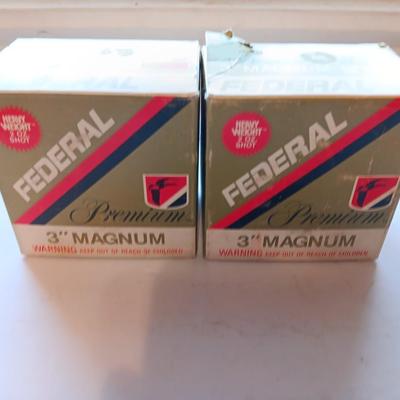 HEAVY
WEIGHT
2 OZ
SHOT
FEDERAL
Premium
3" MAGNUM
WARNING KEEP OUT OF REACH OF CHILDREN
HEAVY
WEIGHT
2 OZ
SHOT
FEDERAL
Premium
3" MAGNUM
WARNING KEEP OUT OF REACH OF CHILDREN